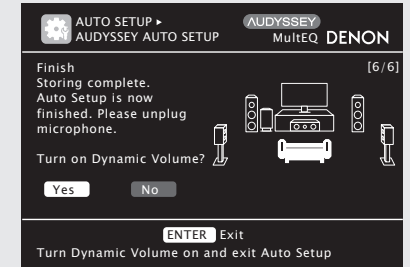 AUTO SETUP ▸
AUDYSSEY AUTO SETUP
AUDYSSEY
MultEQ DENON
Finish
[6/6]
Storing complete.
Auto Setup is now
finished. Please unplug
microphone.
Turn on Dynamic Volume?
Yes No
ENTER Exit
Turn Dynamic Volume on and exit Auto Setup